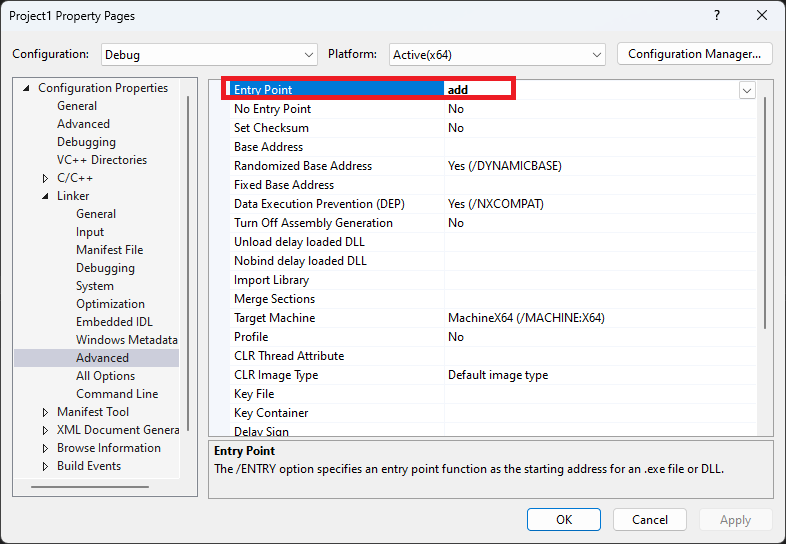 Project1 Property Pages ?
Configuration: Debug Platform: Active(x64) Configuration Manager...
Configuration Properties
General
Advanced
Debugging
VC++ Directories
C/C++
Linker
General
Input
Manifest File
Debugging
System
Optimization
Embedded IDL
Windows Metadata
Advanced
All Options
Command Line
Manifest Tool
XML Document Genera
Browse Information
Build Events
Entry Point add
No Entry Point No
Set Checksum No
Base Address
Randomized Base Address Yes (/DYNAMICBASE)
Fixed Base Address
Data Execution Prevention (DEP) Yes (/NXCOMPAT)
Turn Off Assembly Generation No
Unload delay loaded DLL
Nobind delay loaded DLL
Import Library
Merge Sections
Target Machine MachineX64 (/MACHINE:X64)
Profile No
CLR Thread Attribute
CLR Image Type Default image type
Key File
Key Container
Delay Sign
Entry Point
The /ENTRY option specifies an entry point function as the starting address for an .exe file or DLL.
OK Cancel Apply